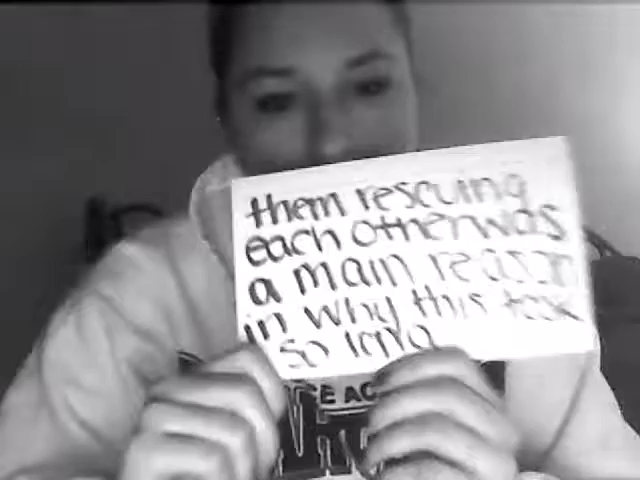 them rescuing
each other was
a main reason
in why this took
so long